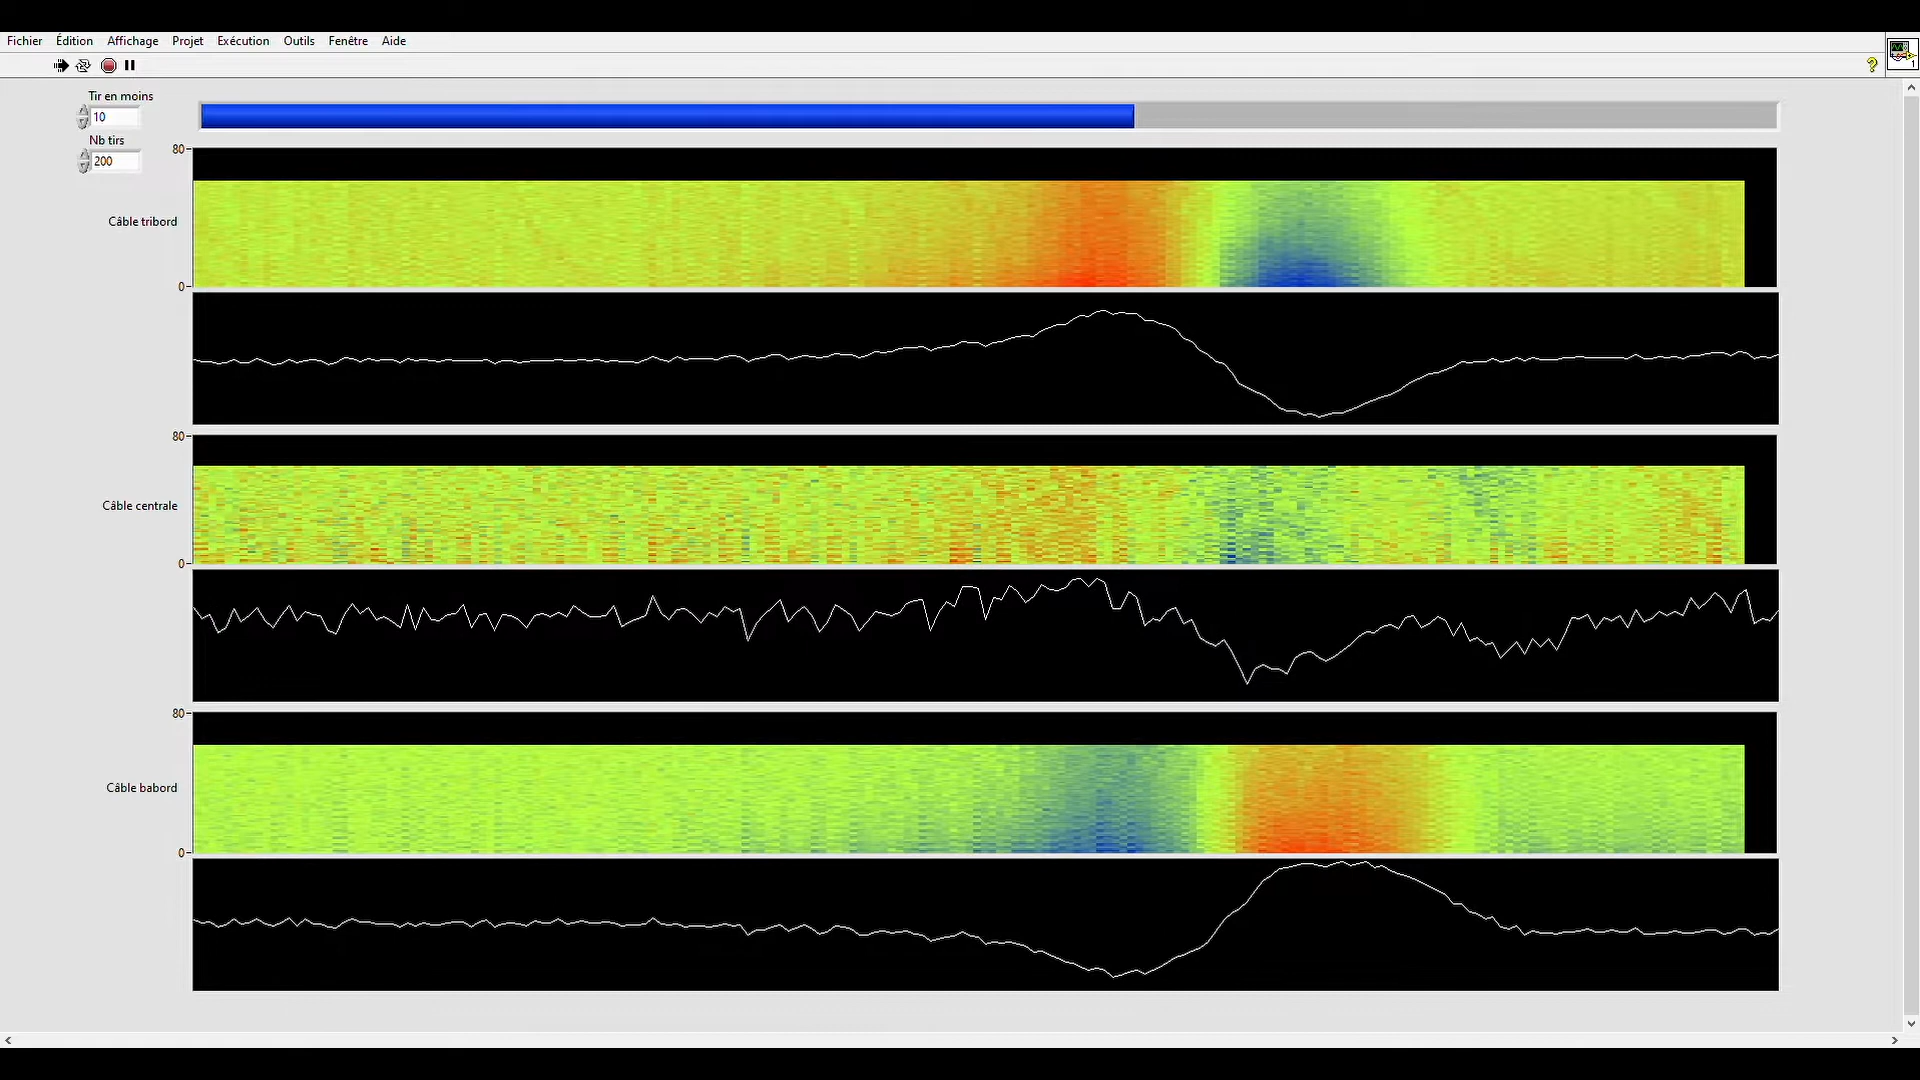 Fichier Édition Affichage Projet Exécution Outils Fenêtre Aide
?
1
Tir en moins
10
Nb tirs
200
80
Câble tribord
0
80
Câble centrale
0
80
Câble babord
0